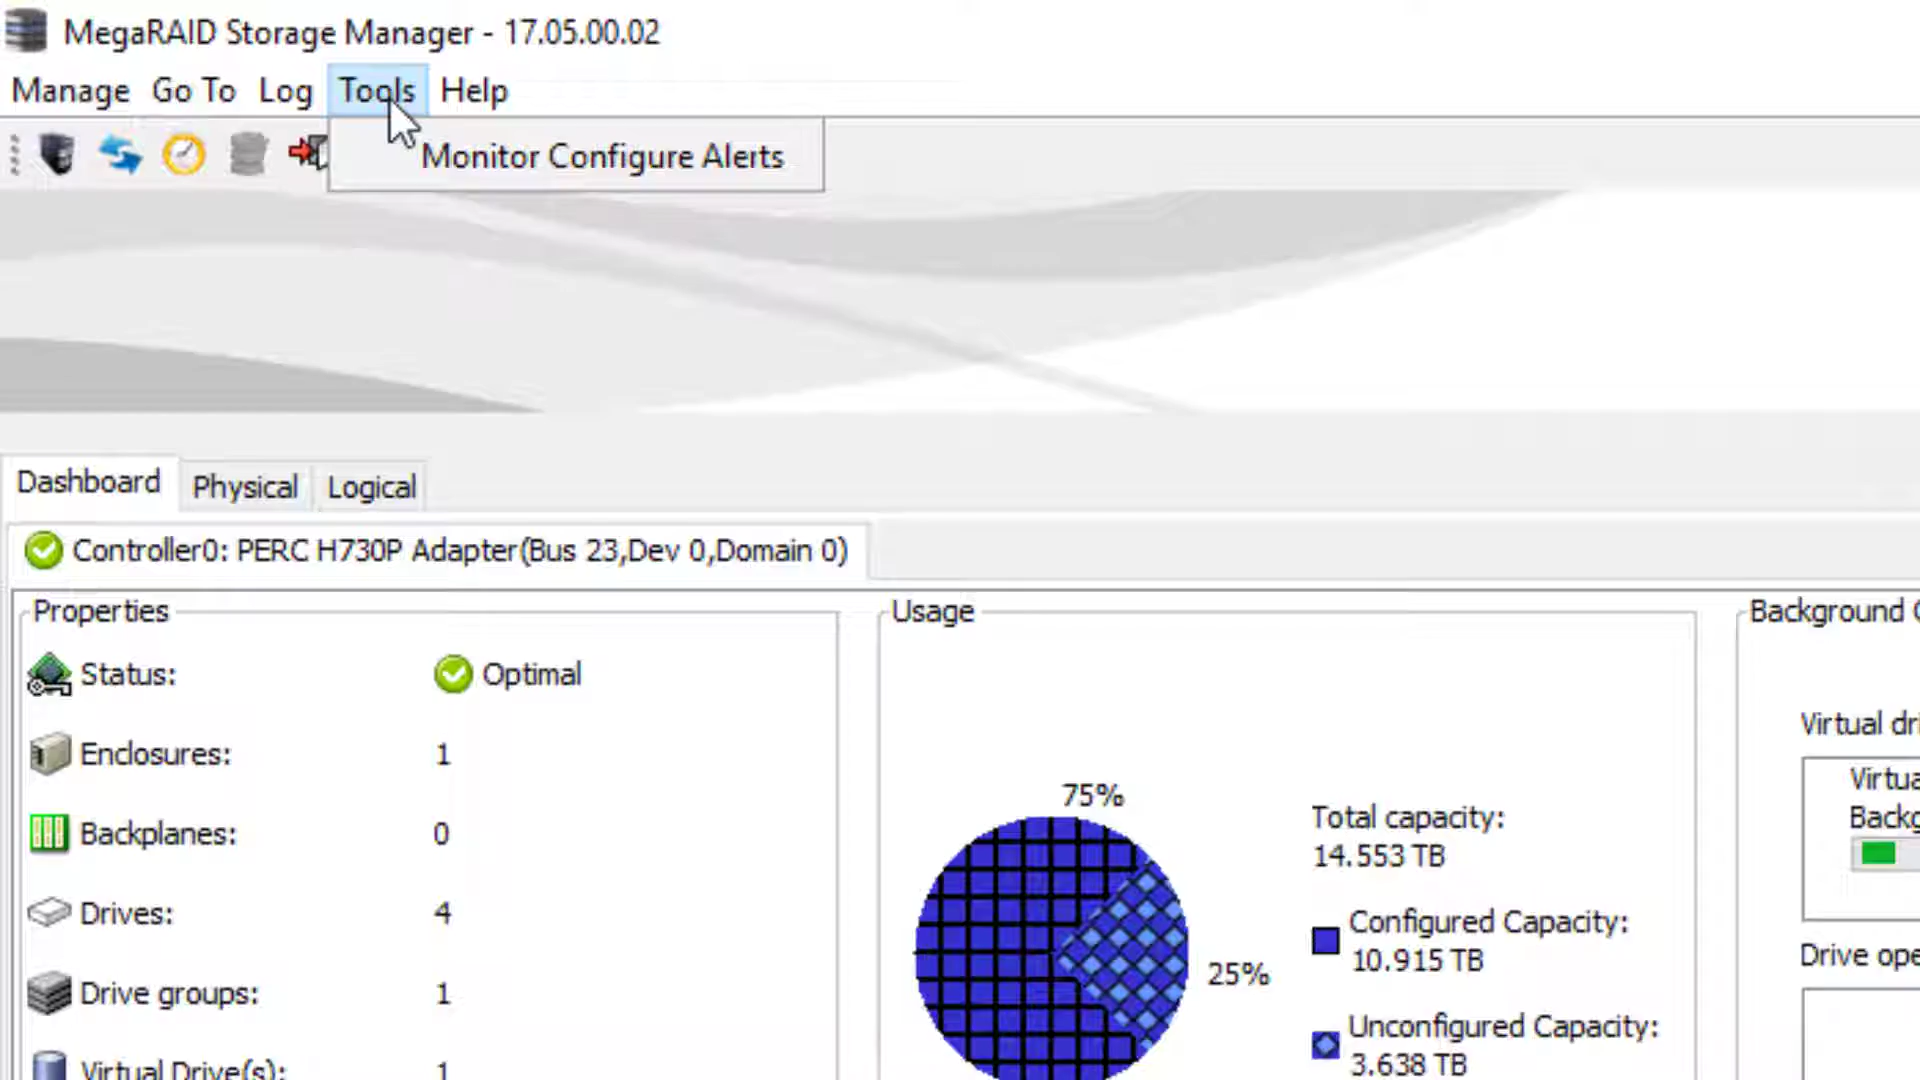 MegaRAID Storage Manager - 17.05.00.02
Manage Go To Log Tools Help
Monitor Configure Alerts
Dashboard Physical Logical
Controller0: PERC H730P Adapter(Bus 23,Dev 0,Domain 0)
Properties
Status: Optimal
Enclosures: 1
Backplanes: 0
Drives: 4
Drive groups: 1
Virtual Drive(s): 1
Usage
75%
25%
Total capacity:
14.553 TB
Configured Capacity:
10.915 TB
Unconfigured Capacity:
3.638 TB
Background
Virtual
Drive